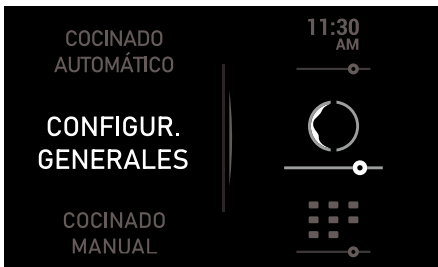 COCINADO
AUTOMÁTICO
11:30
AM
CONFIGUR.
GENERALES
COCINADO
MANUAL